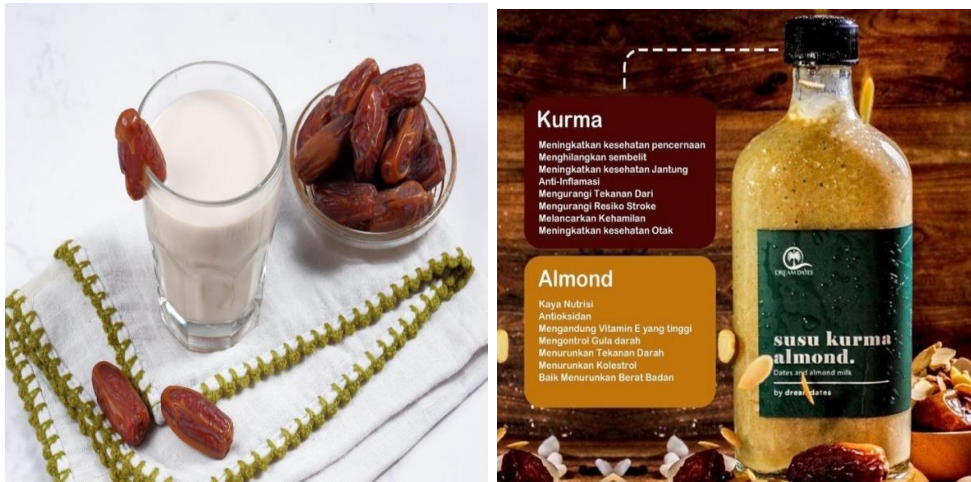 Kurma
Meningkatkan kesehatan pencernaan
Menghilangkan sembelit
Meningkatkan kesehatan Jantung
Anti-Inflamasi
Mengurangi Tekanan Dari
Mengurangi Resiko Stroke
Melancarkan Kehamilan
Meningkatkan kesehatan Otak
Almond
Kaya Nutrisi
Antioksidan
Mengandung Vitamin E yang tinggi
Mengontrol Gula darah
Menurunkan Tekanan Darah
Menurunkan Kolestrol
Baik Menurunkan Berat Badan
DREAM DATES
susu kurma
almond.
Dates and almond milk
by dream dates